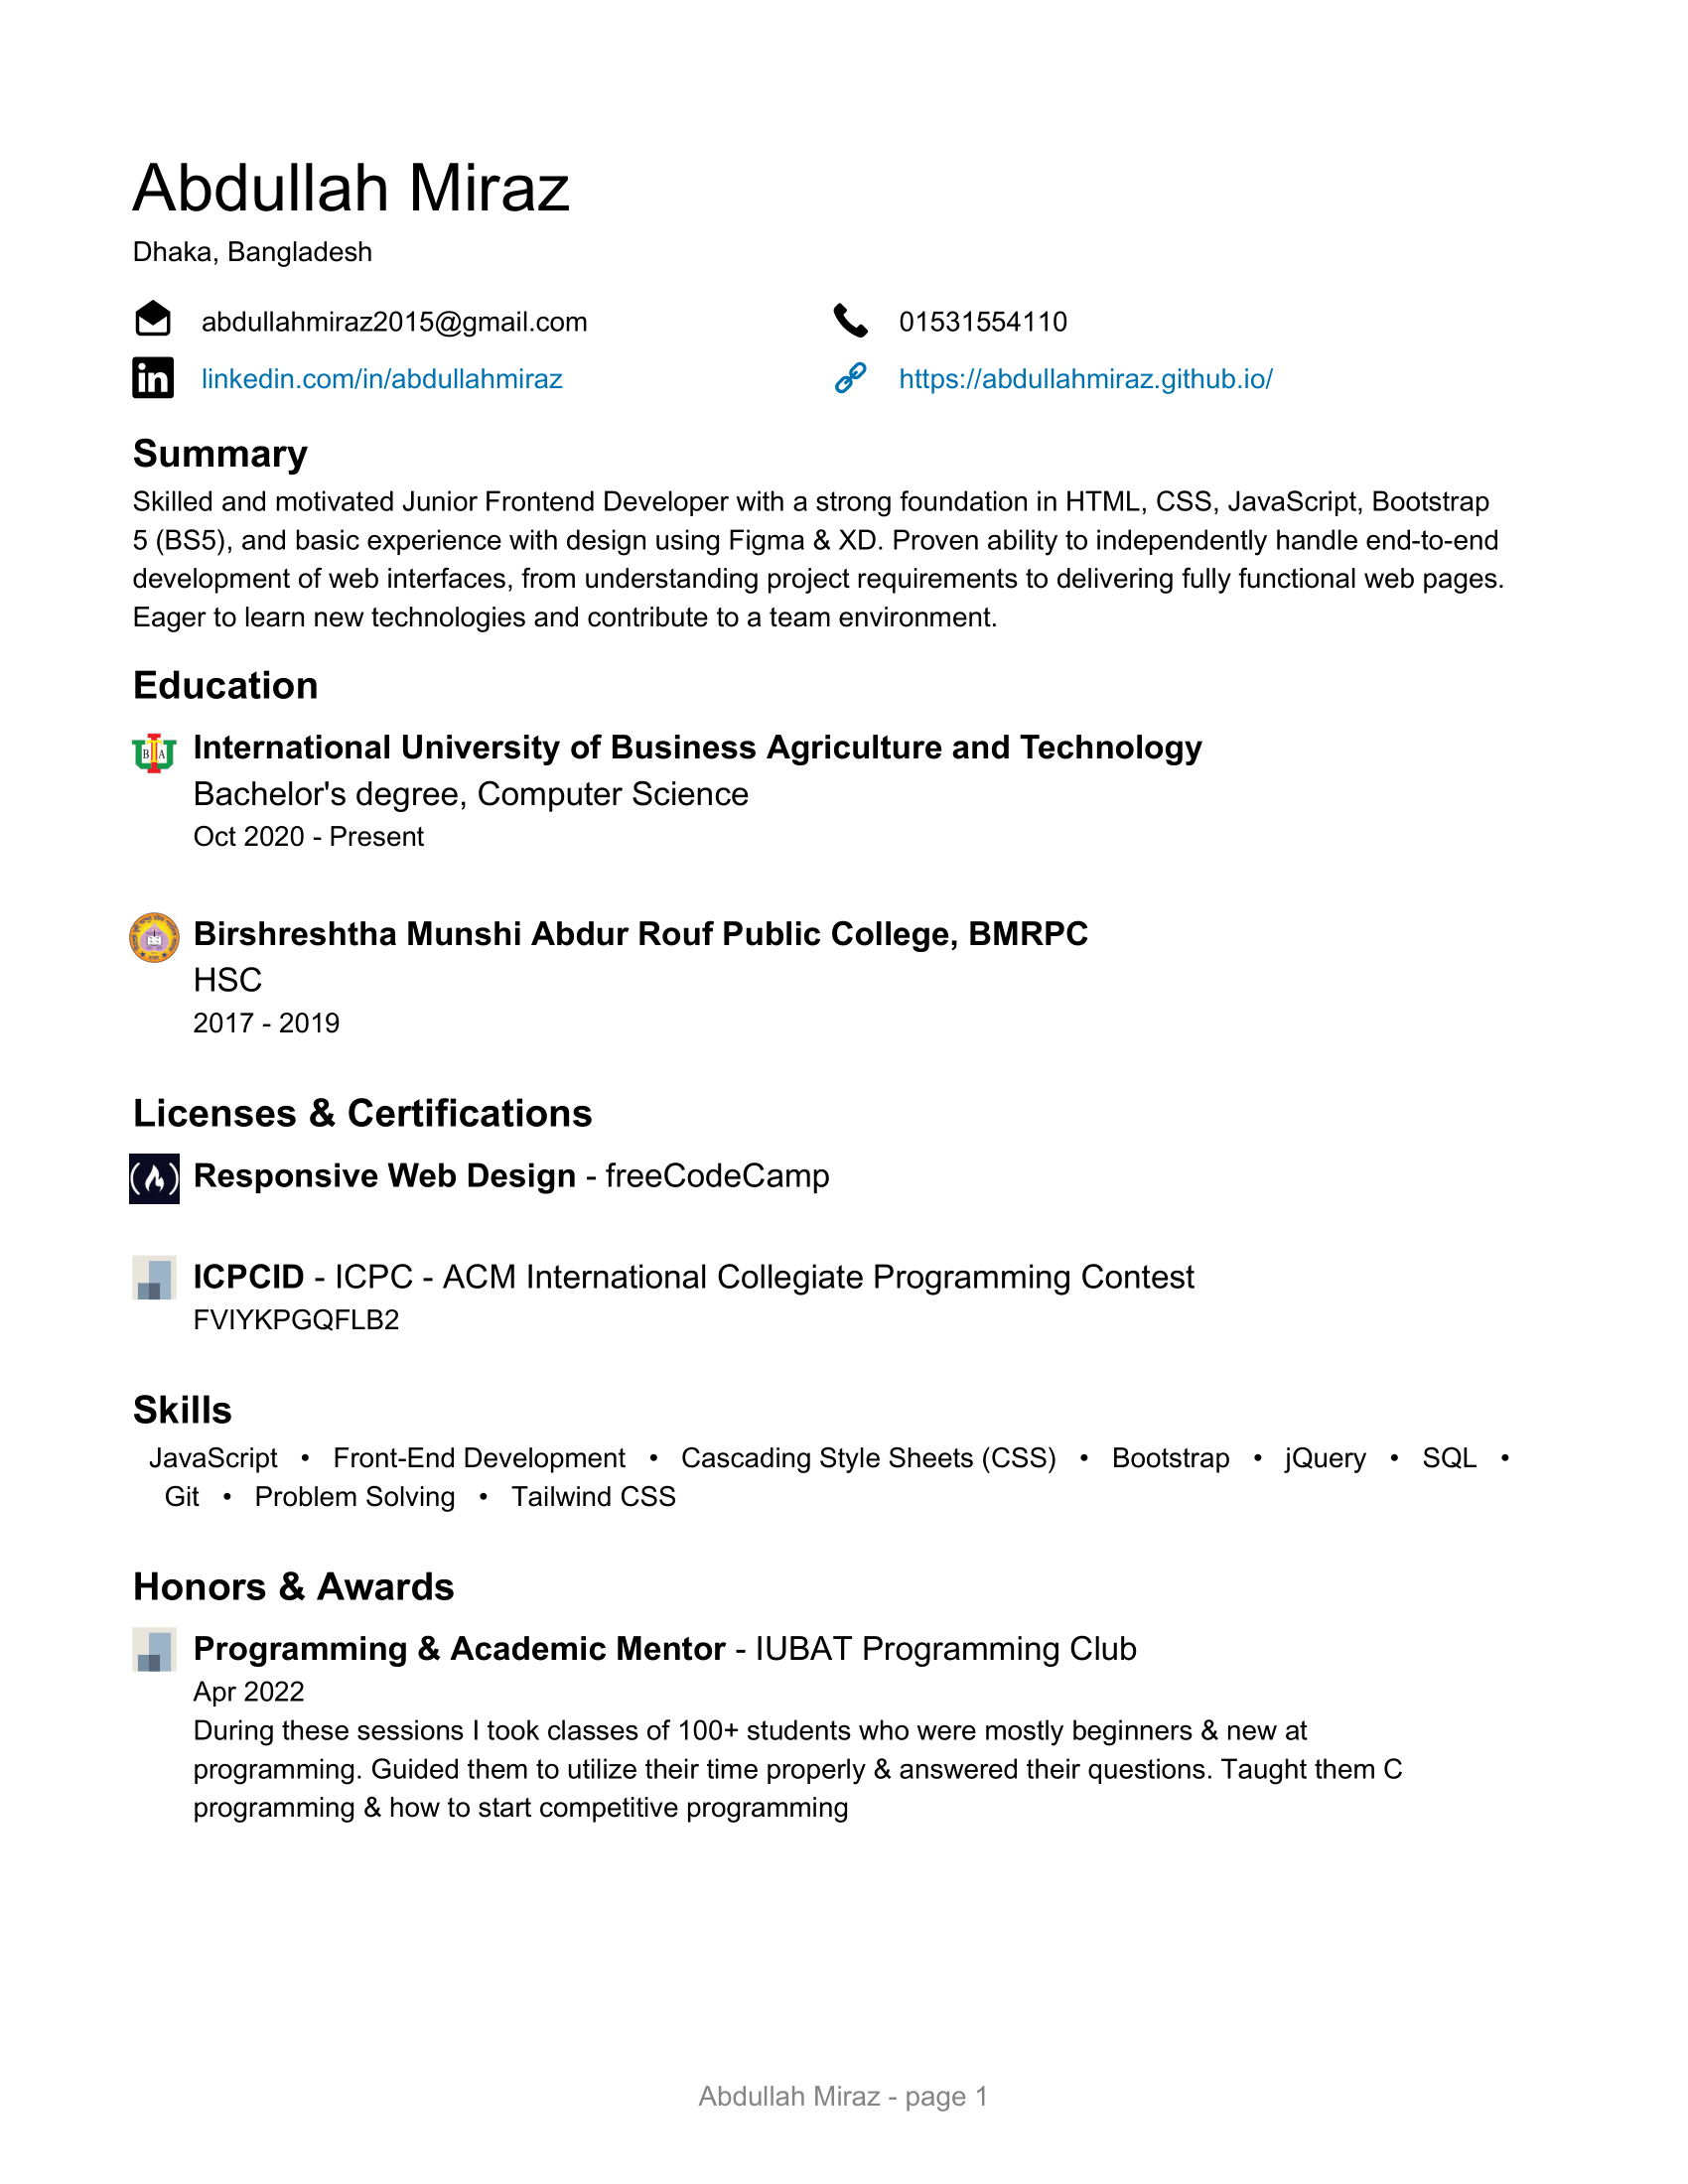 Abdullah Miraz
Dhaka, Bangladesh
abdullahmiraz2015@gmail.com
01531554110
linkedin.com/in/abdullahmiraz
https://abdullahmiraz.github.io/
Summary
Skilled and motivated Junior Frontend Developer with a strong foundation in HTML, CSS, JavaScript, Bootstrap
5 (BS5), and basic experience with design using Figma & XD. Proven ability to independently handle end-to-end
development of web interfaces, from understanding project requirements to delivering fully functional web pages.
Eager to learn new technologies and contribute to a team environment.
Education
International University of Business Agriculture and Technology
Bachelor's degree, Computer Science
Oct 2020 - Present
Birshreshtha Munshi Abdur Rouf Public College, BMRPC
HSC
2017 - 2019
Licenses & Certifications
Responsive Web Design - freeCodeCamp
ICPCID - ICPC - ACM International Collegiate Programming Contest
FVIYKPGQFLB2
Skills
JavaScript • Front-End Development • Cascading Style Sheets (CSS) • Bootstrap • jQuery • SQL •
Git • Problem Solving • Tailwind CSS
Honors & Awards
Programming & Academic Mentor - IUBAT Programming Club
Apr 2022
During these sessions I took classes of 100+ students who were mostly beginners & new at
programming. Guided them to utilize their time properly & answered their questions. Taught them C
programming & how to start competitive programming
Abdullah Miraz - page 1